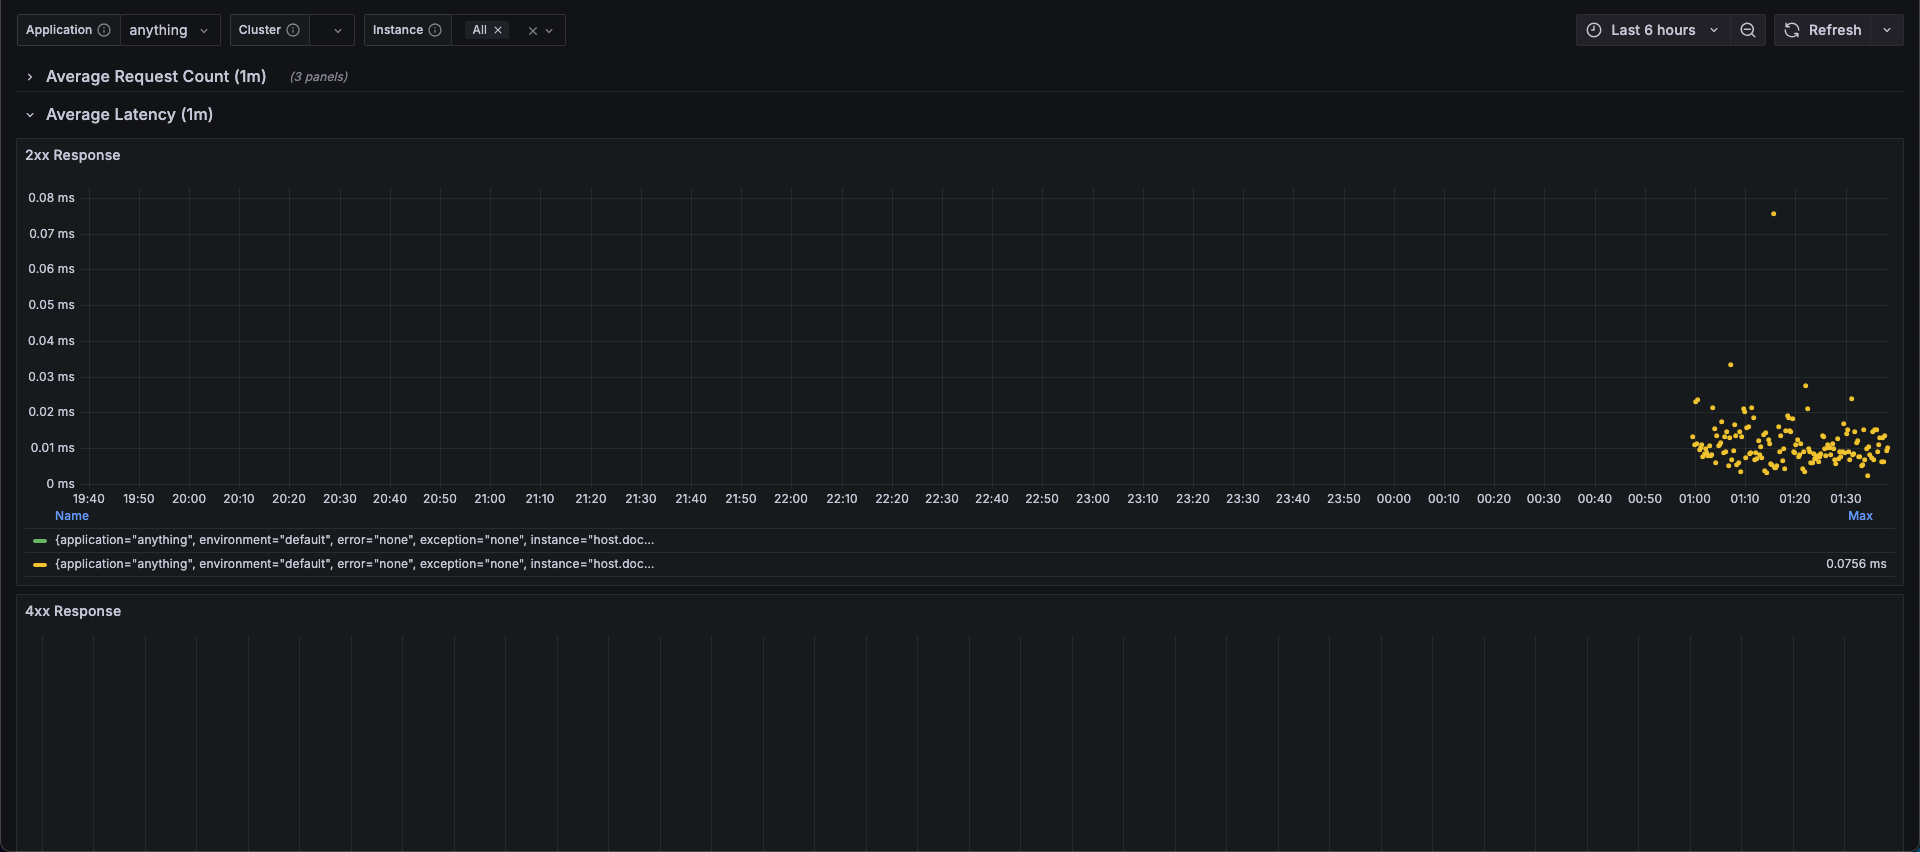 Application anything Cluster Instance All Last 6 hours Refresh
Average Request Count (1m) (3 panels)
Average Latency (1m)
2xx Response
0.08 ms
0.07 ms
0.06 ms
0.05 ms
0.04 ms
0.03 ms
0.02 ms
0.01 ms
0 ms
19:40 19:50 20:00 20:10 20:20 20:30 20:40 20:50 21:00 21:10 21:20 21:30 21:40 21:50 22:00 22:10 22:20 22:30 22:40 22:50 23:00 23:10 23:20 23:30 23:40 23:50 00:00 00:10 00:20 00:30 00:40 00:50 01:00 01:10 01:20 01:30
Name Max
{application="anything", environment="default", error="none", exception="none", instance="host.doc...
{application="anything", environment="default", error="none", exception="none", instance="host.doc... 0.0756 ms
4xx Response